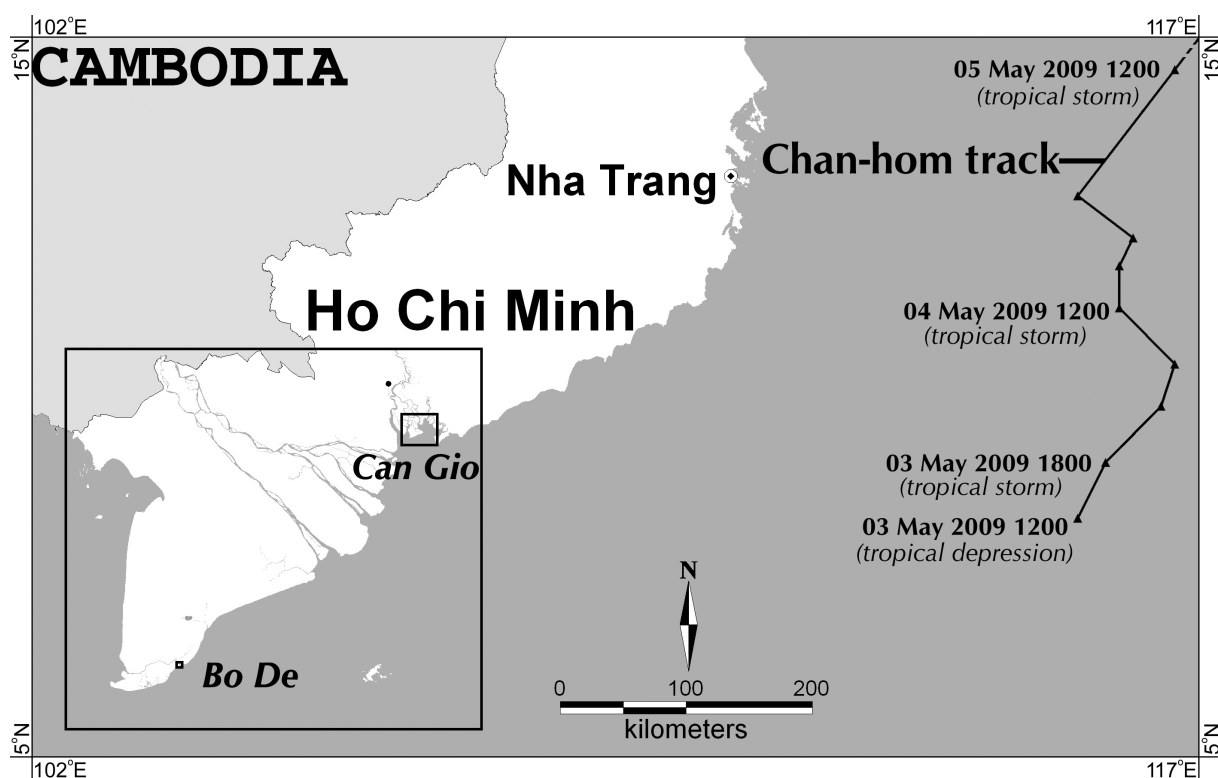 102°E
117°E
15°N
15°N
CAMBODIA
05 May 2009 1200
(tropical storm)
Chan-hom track
Nha Trang
Ho Chi Minh
04 May 2009 1200
(tropical storm)
Can Gio
03 May 2009 1800
(tropical storm)
03 May 2009 1200
(tropical depression)
N
Bo De
0 100 200
kilometers
5°N
5°N
102°E
117°E